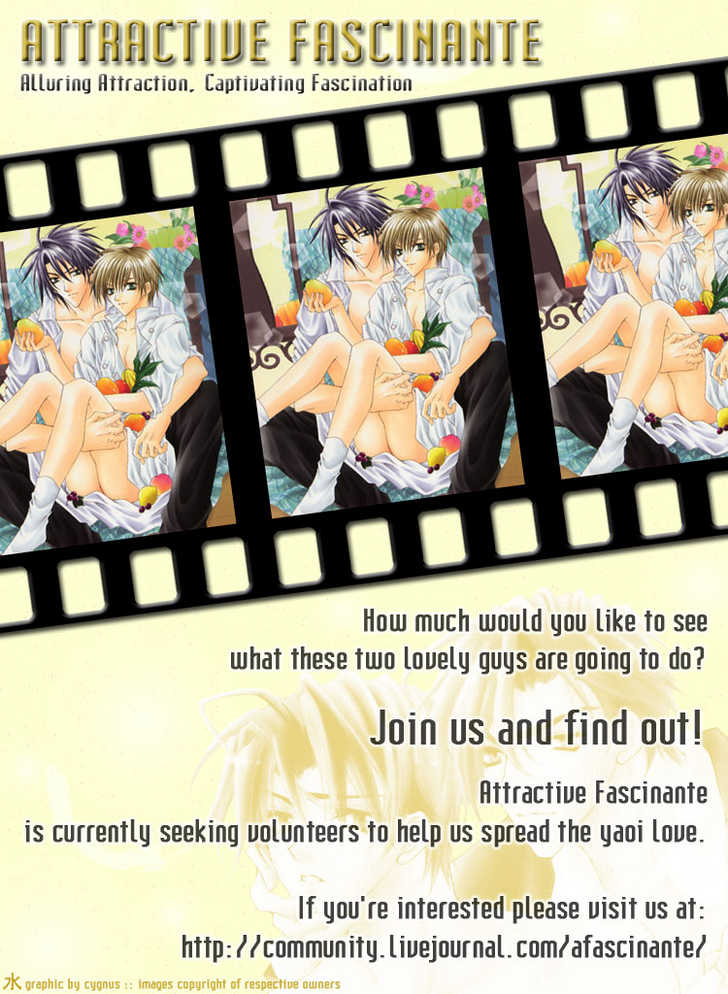 ATTRACTIVE FASCINANTE
Alluring Attraction, Captivating Fascination
How much would you like to see
what these two lovely guys are going to do?
Join us and find out!
Attractive Fascinante
is currently seeking volunteers to help us spread the yaoi love.
If you're interested please visit us at:
http://community.livejournal.com/afascinante/
水 graphic by cygnus :: images copyright of respective owners